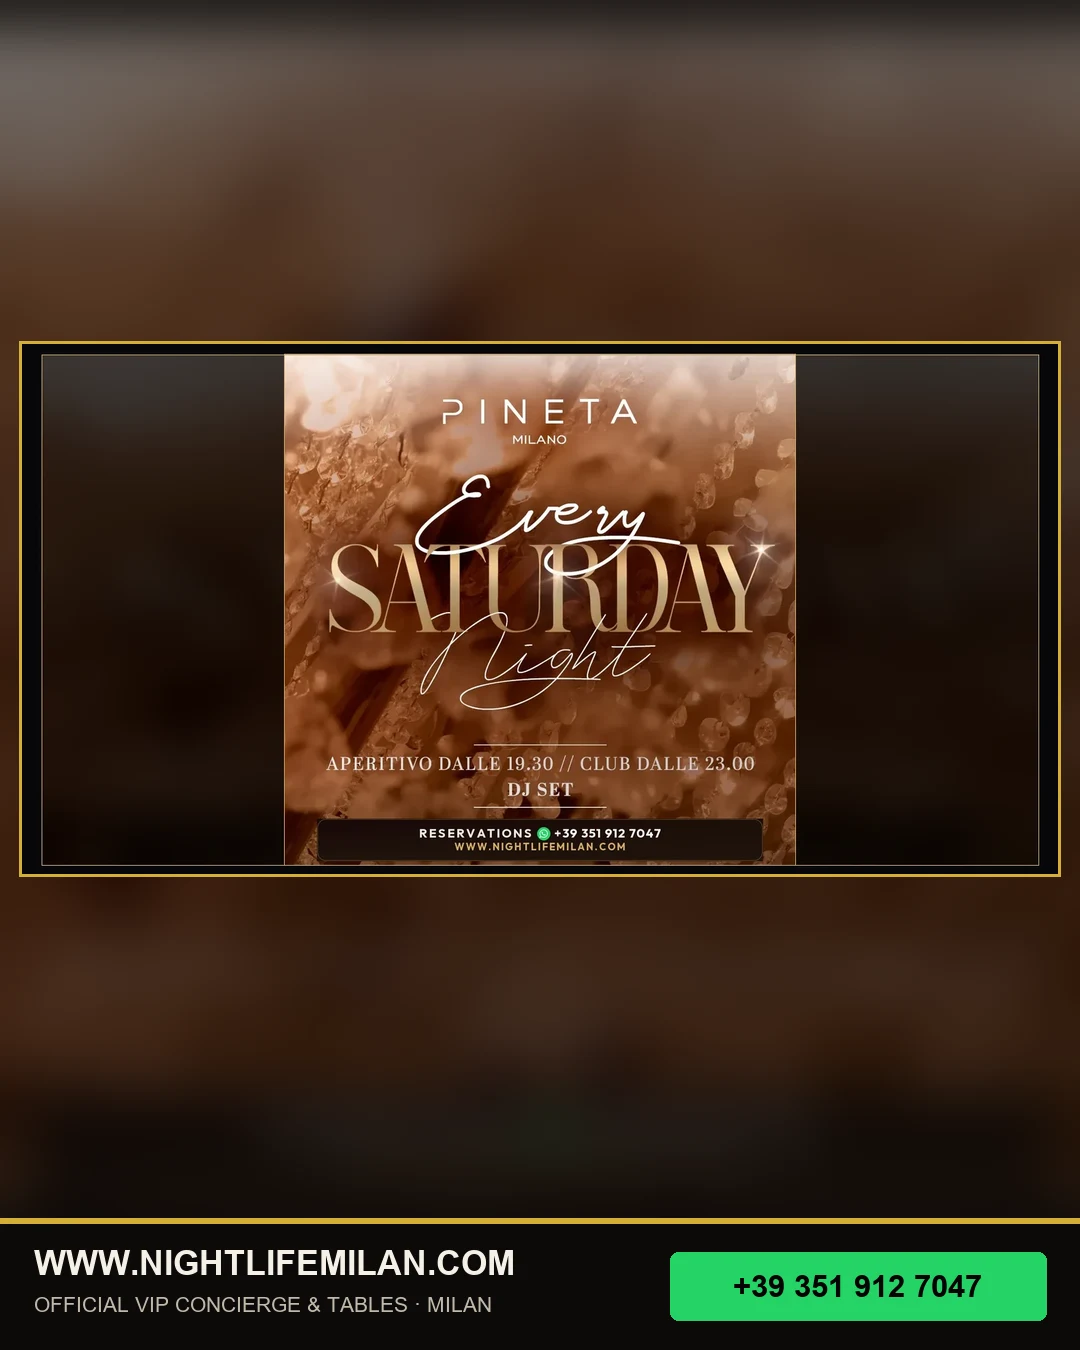 PINETA
MILANO
Every
SATURDAY
Night
APERITIVO DALLE 19.30 // CLUB DALLE 23.00
DJ SET
RESERVATIONS +39 351 912 7047
WWW.NIGHTLIFEMILAN.COM
WWW.NIGHTLIFEMILAN.COM
OFFICIAL VIP CONCIERGE & TABLES · MILAN
+39 351 912 7047